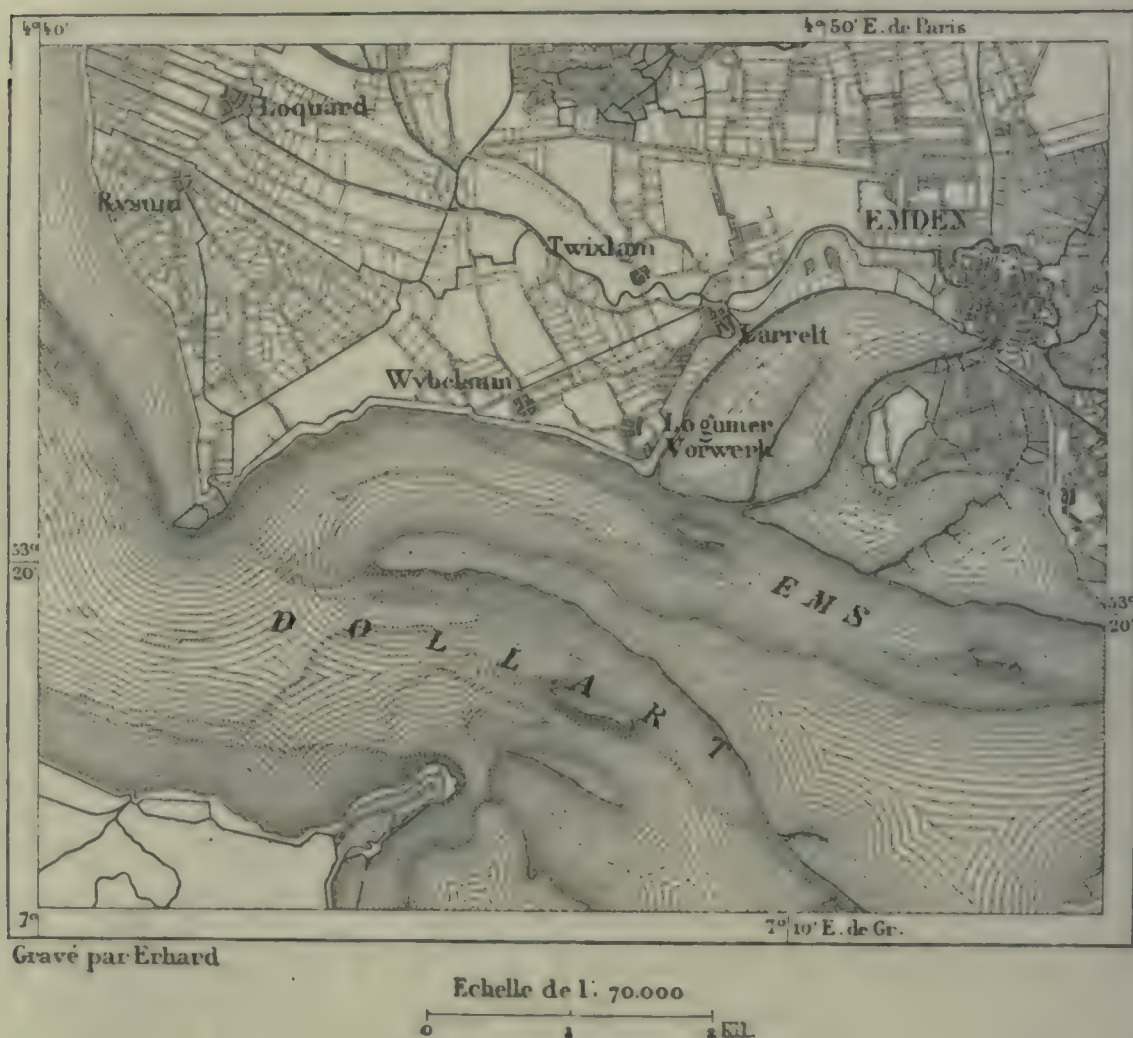 4° 40'
4° 50' E. de Paris
Loquard
Rysum
EMDEN
Twixlum
Larrelt
Wybelsum
Logumer
Vorwerk
53°
20'
EMS
53°
20'
DOLLART
7°
7° 10' E. de Gr.
Gravé par Erhard
Echelle de 1: 70.000
0 1 2 Kil.